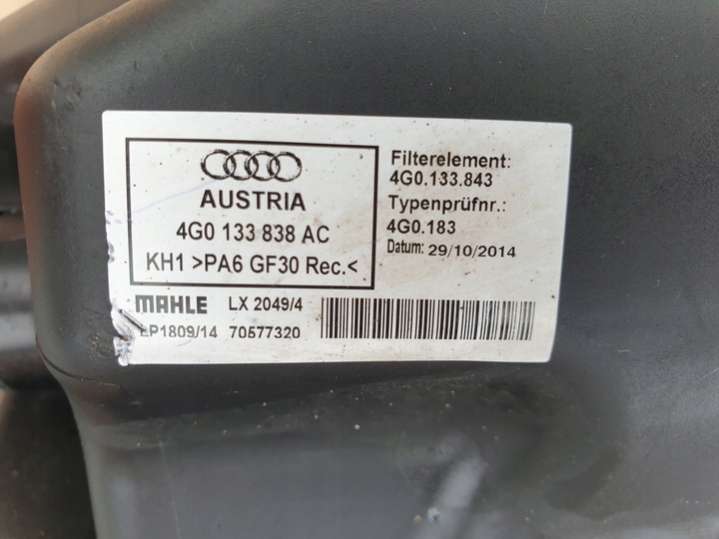 AUSTRIA
4G0 133 838 AC
KH1 >PA6 GF30 Rec.<
Filterelement:
4G0.133.843
Typenprüfnr.:
4G0.183
Datum: 29/10/2014
MAHLE LX 2049/4
LP1809/14 70577320